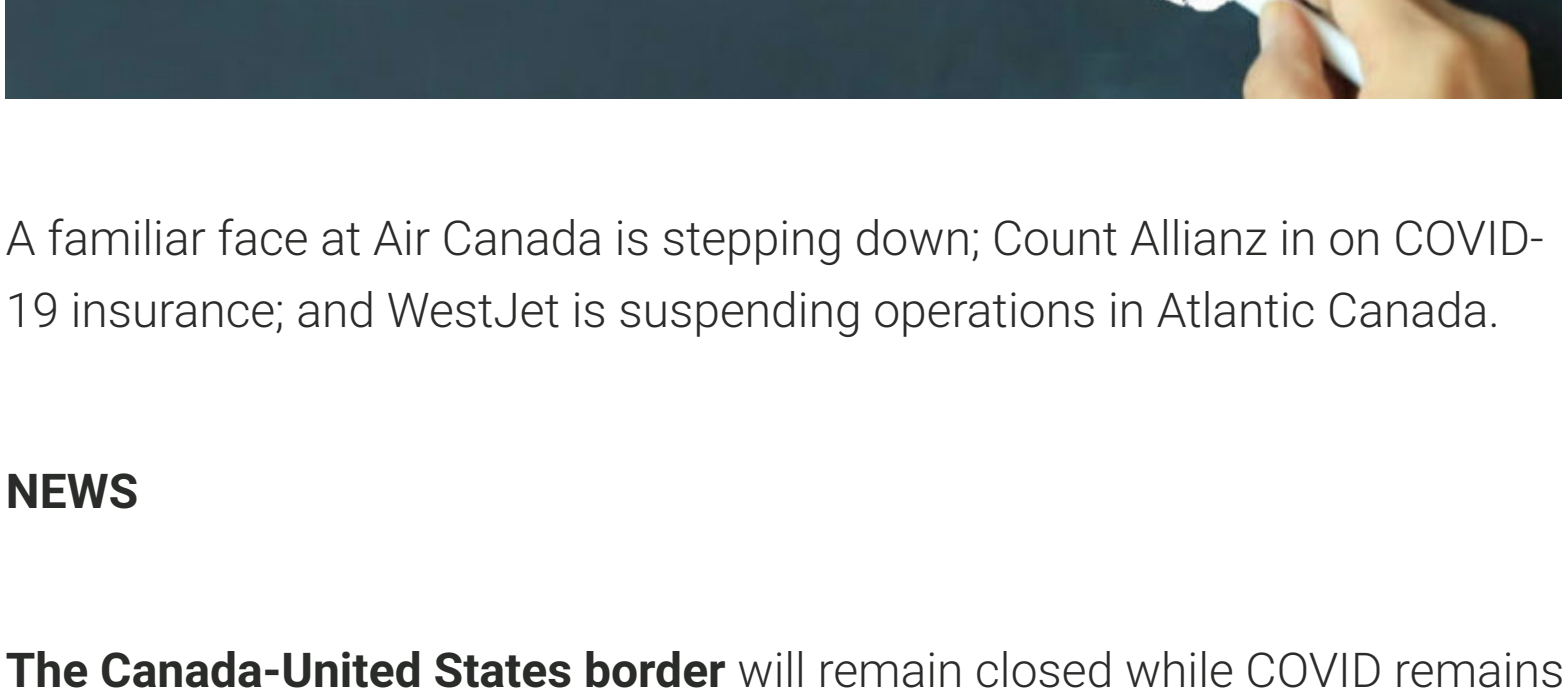 A familiar face at Air Canada is stepping down; Count Allianz in on COVID-
19 insurance; and WestJet is suspending operations in Atlantic Canada.
NEWS
The Canada-United States border will remain closed while COVID remains